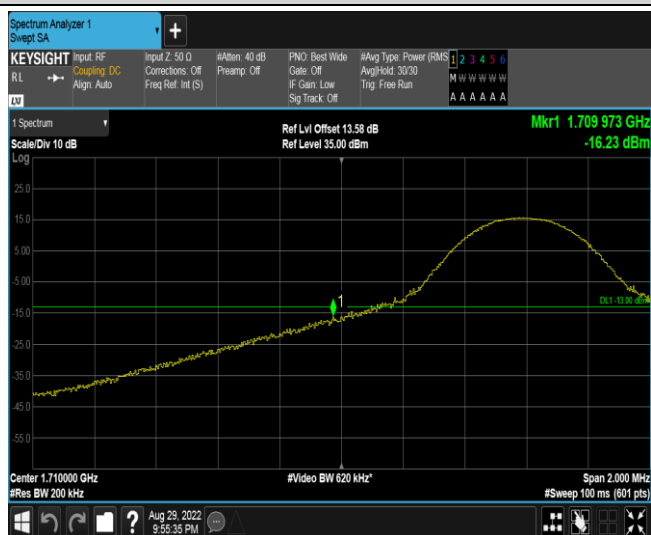 Spectrum Analyzer 1
Swept SA
KEYSIGHT
R L
Input: RF
Coupling: DC
Align: Auto
Input Z: 50 Ω
Corrections: Off
Freq Ref: Int (S)
#Atten: 40 dB
Preamp: Off
PNO: Best Wide
Gate: Off
IF Gain: Low
Sig Track: Off
#Avg Type: Power (RMS
Avg|Hold: 30/30
Trig: Free Run
1 2 3 4 5 6
M W W W W W
A A A A A A
LXI
1 Spectrum
Scale/Div 10 dB
Log
Ref Lvl Offset 13.58 dB
Ref Level 35.00 dBm
Mkr1 1.709 973 GHz
-16.23 dBm
25.0
15.0
5.00
-5.00
1
DL1 -13.00 dBm
-15.0
-25.0
-35.0
-45.0
-55.0
Center 1.710000 GHz
#Res BW 200 kHz
#Video BW 620 kHz*
Span 2.000 MHz
#Sweep 100 ms (601 pts)
?
Aug 29, 2022
9:55:35 PM